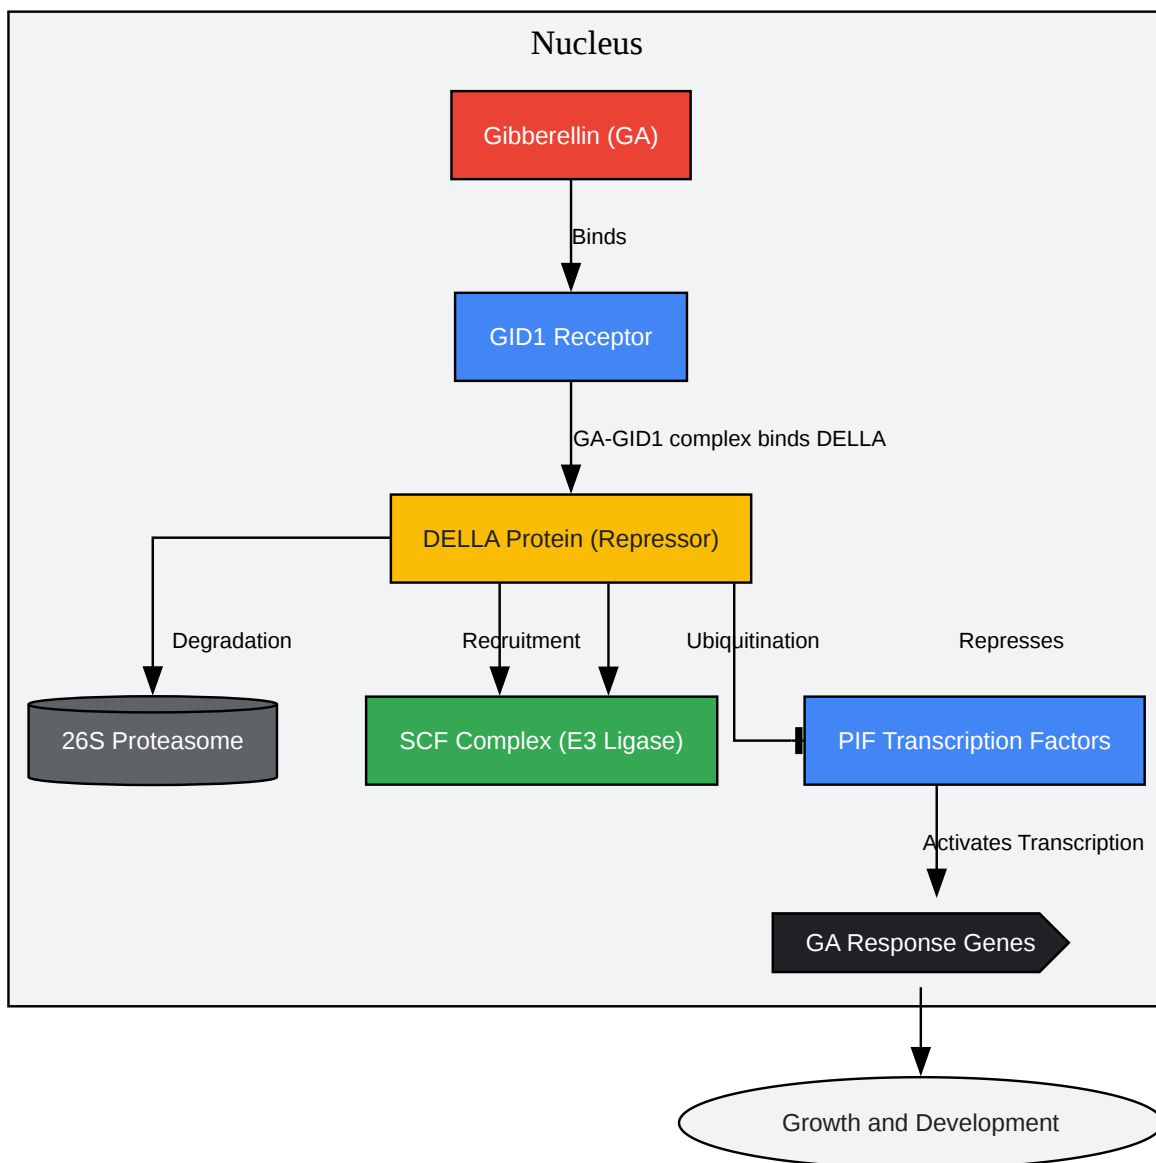 Nucleus
Gibberellin (GA)
Binds
GID1 Receptor
GA-GID1 complex binds DELLA
DELLA Protein (Repressor)
Degradation
Recruitment
Ubiquitination
Represses
26S Proteasome
SCF Complex (E3 Ligase)
PIF Transcription Factors
Activates Transcription
GA Response Genes
Growth and Development